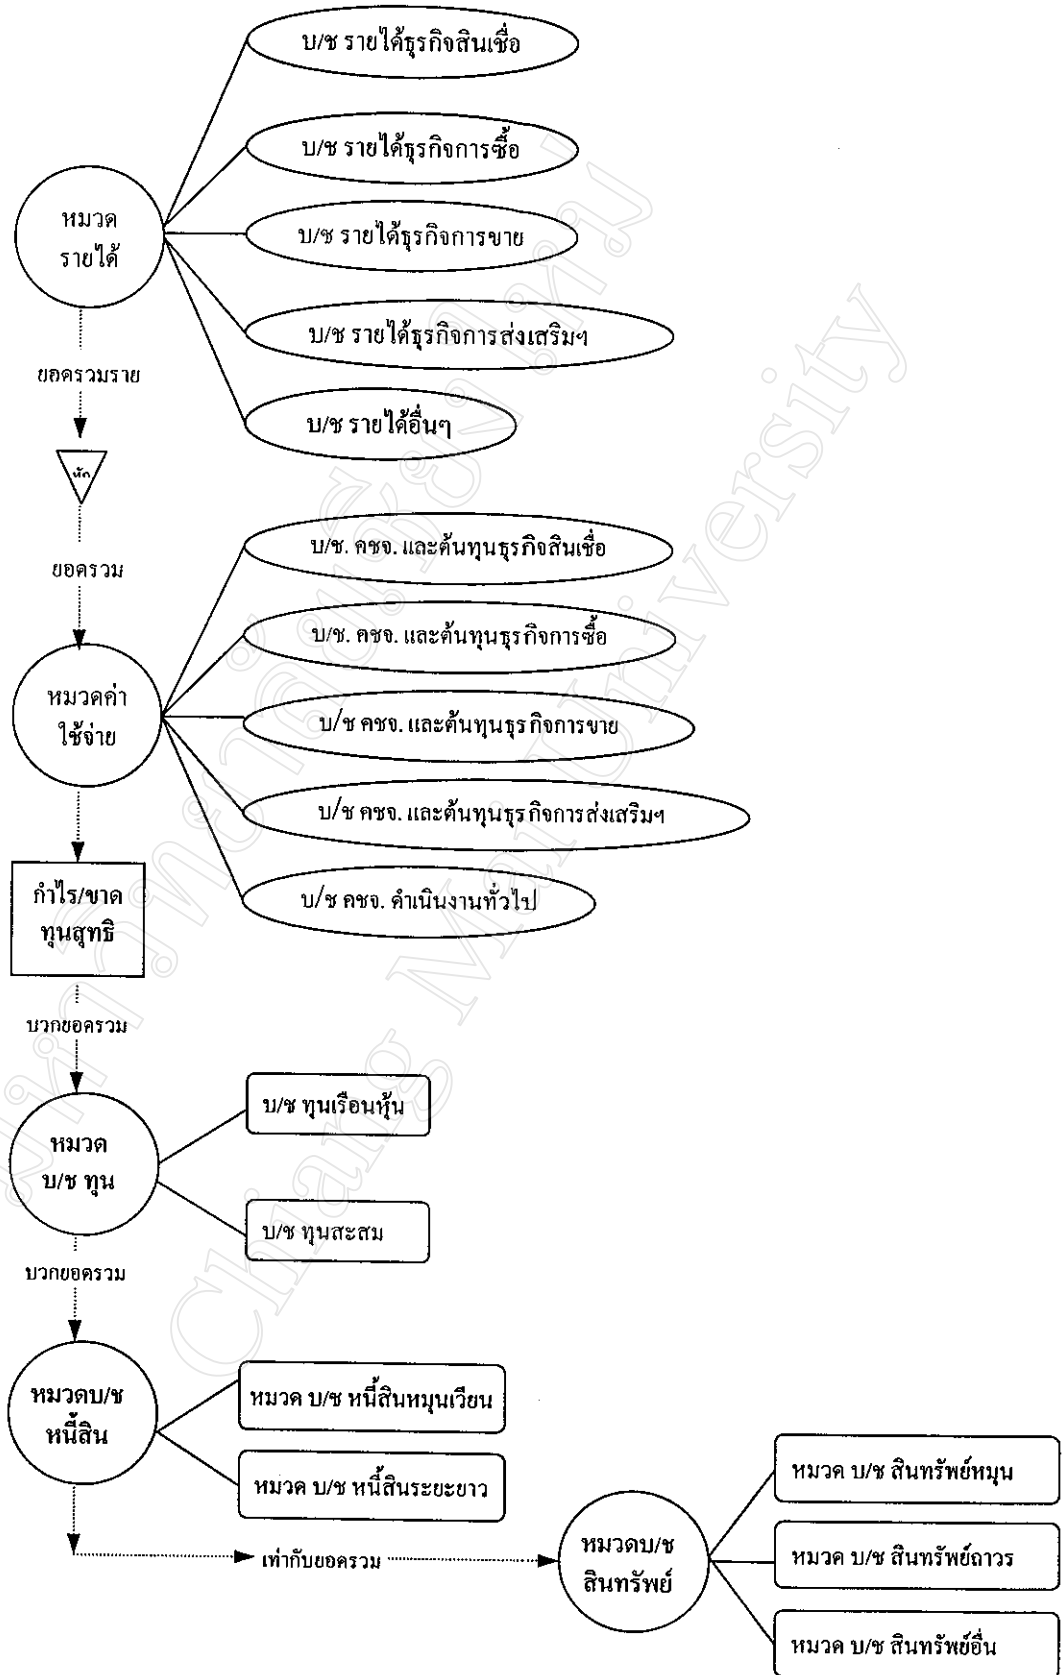 บ/ช รายได้ธุรกิจสินเชื่อ
บ/ช รายได้ธุรกิจการซื้อ
หมวด
รายได้
บ/ช รายได้ธุรกิจการขาย
บ/ช รายได้ธุรกิจการส่งเสริมฯ
ยอดรวมราย
บ/ช รายได้อื่นๆ
หัก
บ/ช. คชจ. และต้นทุนธุรกิจสินเชื่อ
ยอดรวม
บ/ช. คชจ. และต้นทุนธุรกิจการซื้อ
หมวดค่า
ใช้จ่าย
บ/ช คชจ. และต้นทุนธุรกิจการขาย
บ/ช คชจ. และต้นทุนธุรกิจการส่งเสริมฯ
กำไร/ขาด
ทุนสุทธิ
บ/ช คชจ. ดำเนินงานทั่วไป
บวกยอดรวม
บ/ช ทุนเรือนหุ้น
หมวด
บ/ช ทุน
บ/ช ทุนสะสม
บวกยอดรวม
หมวดบ/ช
หนี้สิน
หมวด บ/ช หนี้สินหมุนเวียน
หมวด บ/ช หนี้สินระยะยาว
เท่ากับยอดรวม
หมวดบ/ช
สินทรัพย์
หมวด บ/ช สินทรัพย์หมุน
หมวด บ/ช สินทรัพย์ถาวร
หมวด บ/ช สินทรัพย์อื่น
มหาวิทยาลัยเชียงใหม่
Chiang Mai University